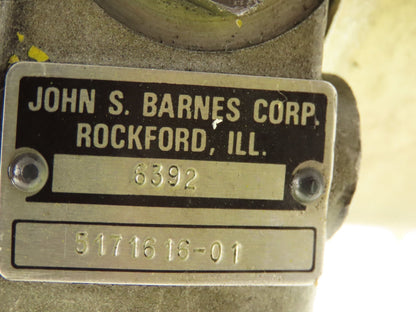 JOHN S. BARNES CORP.
ROCKFORD, ILL.
6392
5171616-01